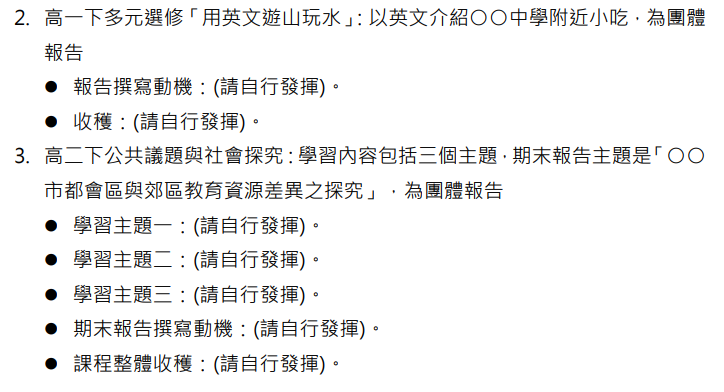 2. 高一下多元選修「用英文遊山玩水」：以英文介紹〇〇中學附近小吃，為團體
報告
● 報告撰寫動機：(請自行發揮)。
● 收穫：(請自行發揮)。
3. 高二下公共議題與社會探究：學習內容包括三個主題，期末報告主題是「〇〇
市都會區與郊區教育資源差異之探究」，為團體報告
● 學習主題一：(請自行發揮)。
● 學習主題二：(請自行發揮)。
● 學習主題三：(請自行發揮)。
● 期末報告撰寫動機：(請自行發揮)。
● 課程整體收穫：(請自行發揮)。